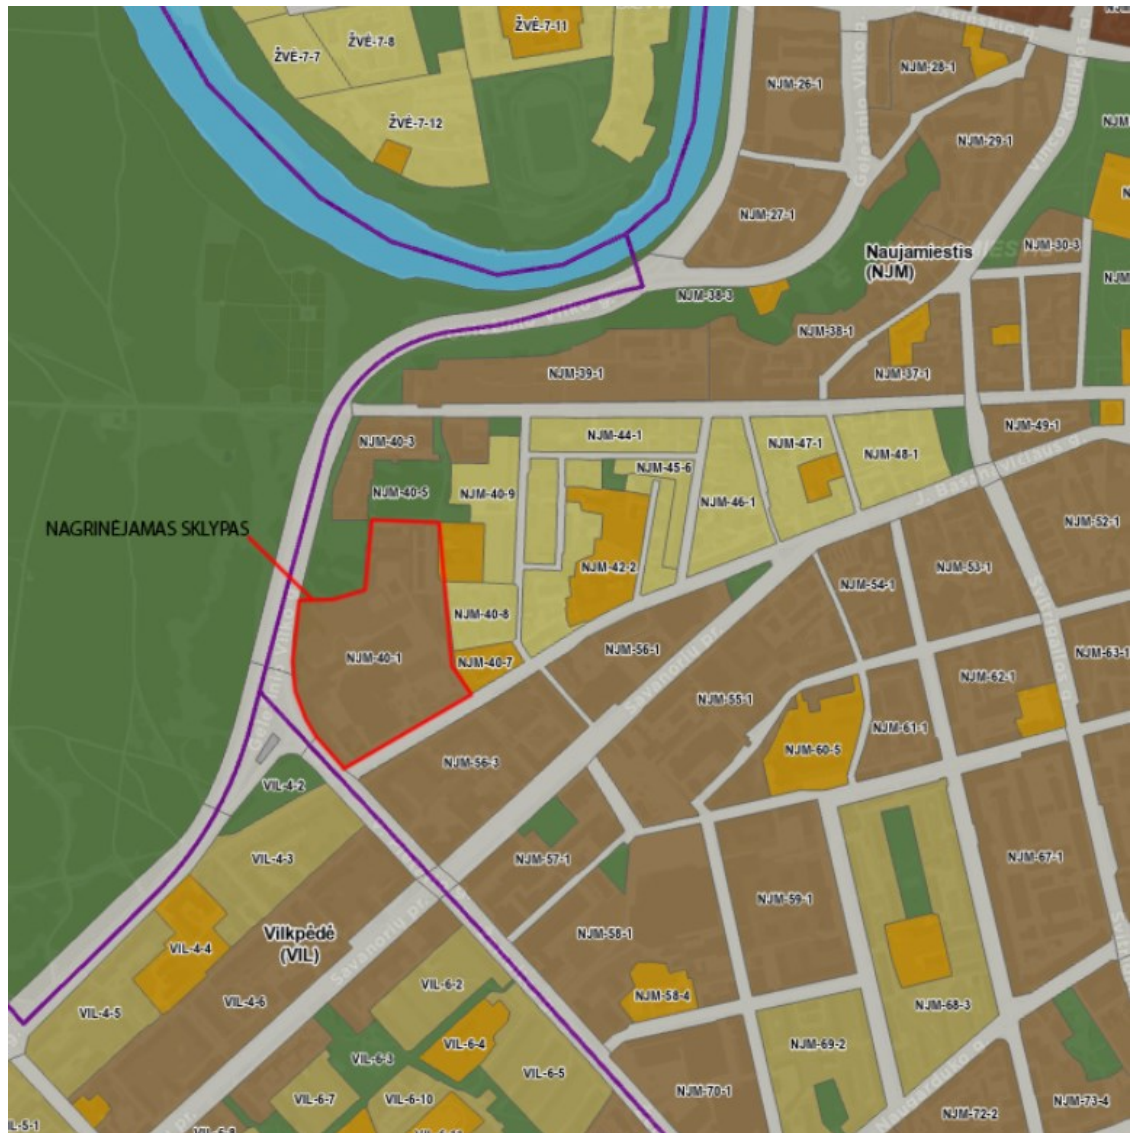 ŽVĖ-7-11
ŽVĖ-7-8
ŽVĖ-7-7
ŽVĖ-7-12
NJM-26-1
NJM-28-1
NJM
NJM-29-1
NJM-27-1
NJM-30-3
Naujamiestis
(NJM)
NJM
NJM-38-3
NJM-38-1
NJM-39-1
NJM-37-1
NJM-49-1
NJM-40-3
NJM-44-1
NJM-47-1
NJM-48-1
NJM-45-6
NJM-40-5
NJM-40-9
NJM-46-1
J. Basanavičiaus g.
NJM-52-1
NAGRINĖJAMAS SKLYPAS
NJM-42-2
NJM-53-1
NJM-54-1
NJM-40-8
Švitrigailos g.
NJM-56-1
NJM-40-1
NJM-40-7
Savanorių pr.
NJM-63-1
NJM-62-1
NJM-55-1
NJM-61-1
NJM-60-5
NJM-56-3
VIL-4-2
VIL-4-3
NJM-57-1
NJM-67-1
NJM-59-1
Vilkpėdė
(VIL)
NJM-58-1
VIL-4-4
Savanorių pr.
VIL-6-2
NJM-58-4
VIL-4-6
VIL-4-5
NJM-68-3
VIL-6-4
NJM-69-2
VIL-6-3
VIL-6-5
Naugarduko g.
NJM-70-1
VIL-6-7
VIL-6-10
NJM-73-4
NJM-72-2